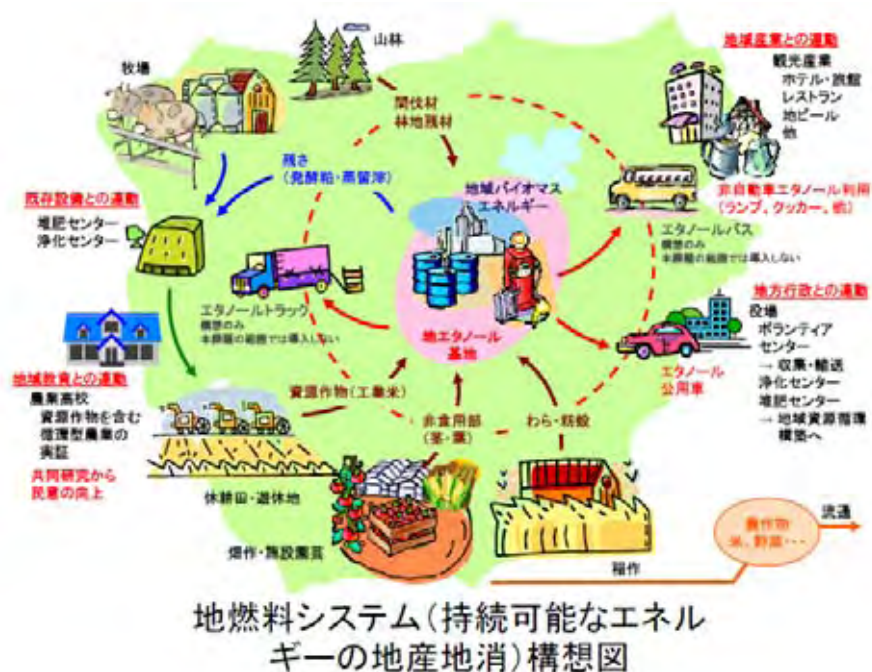 山林
牧場
間伐材
林地残材
地域産業との連動
観光産業
ホテル・旅館
レストラン
地ビール
他
残さ
(発酵粕・蒸留滓)
地域バイオマス
エネルギー
非自動車エタノール利用
(ランプ、クッカー、他)
既存設備との連動
堆肥センター
浄化センター
エタノールバス
構想のみ
本課題の範囲では導入しない
エタノールトラック
構想のみ
本課題の範囲では導入しない
地エタノール
基地
エタノール
公用車
地方行政との連動
役場
ボランティア
センター
→ 収集・輸送
浄化センター
堆肥センター
→ 地域資源循環
構築へ
地域教育との連動
農業高校
資源作物を含む
循環型農業の
実証
共同研究から
民意の向上
資源作物(工業米)
非食用部
(茎・葉)
わら・籾殻
休耕田・遊休地
畑作・施設園芸
稲作
農作物
米、野菜・・・
流通
地燃料システム(持続可能なエネル
ギーの地産地消)構想図